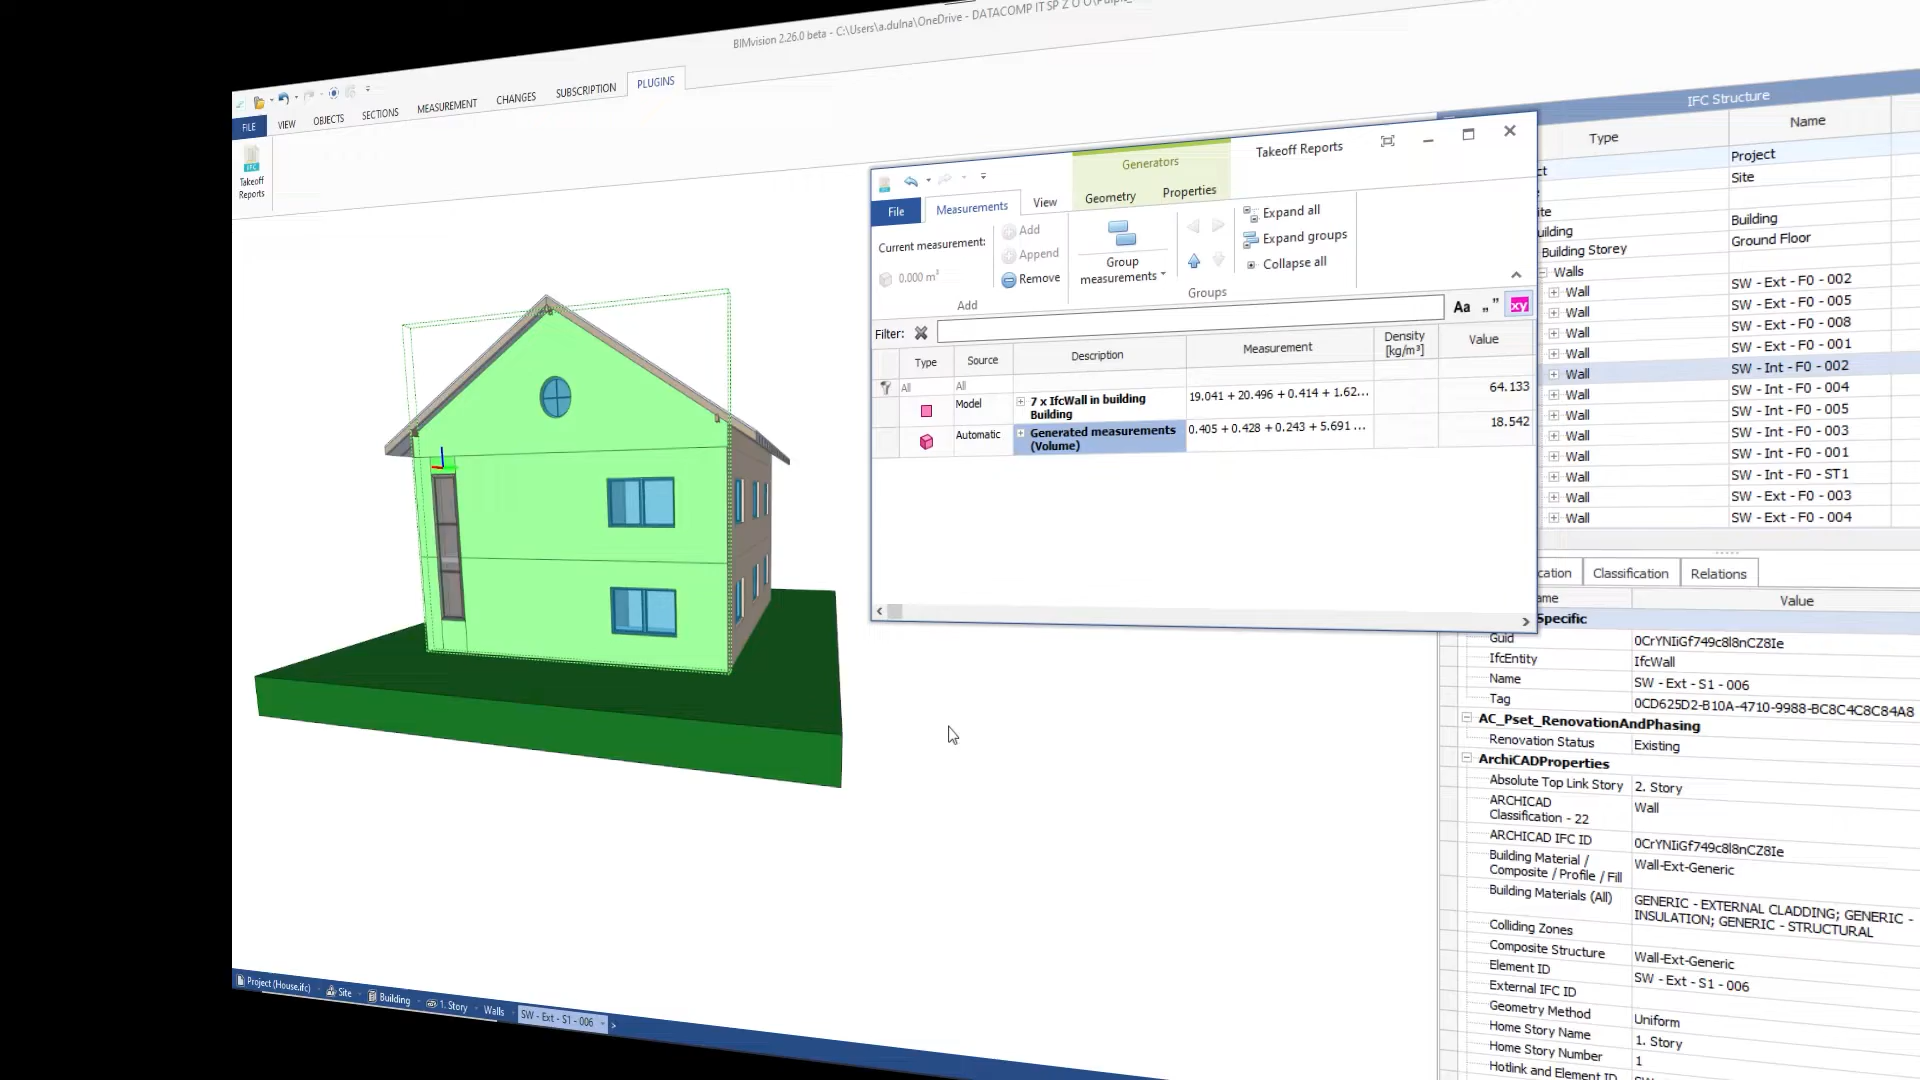 BIMvision 2.26.0 beta - C:\Users\a.dulna\OneDrive - DATACOMP IT SP Z O O\
FILE VIEW OBJECTS SECTIONS MEASUREMENT CHANGES SUBSCRIPTION PLUGINS
Takeoff
Reports
Takeoff Reports
Generators
File Measurements View Geometry Properties
Current measurement:
0.000 m³
Add
Append
Remove
Add
Group
measurements
Expand all
Expand groups
Collapse all
Groups
Filter:
Aa „ ” xy
Type Source Description Measurement Density [kg/m³] Value
All All
Model 7 x IfcWall in building Building 19.041 + 20.496 + 0.414 + 1.62... 64.133
Automatic Generated measurements (Volume) 0.405 + 0.428 + 0.243 + 5.691 ... 18.542
IFC Structure
Type Name
ct Project
Site
ite
uilding Building
Building Storey Ground Floor
Walls
Wall SW - Ext - F0 - 002
Wall SW - Ext - F0 - 005
Wall SW - Ext - F0 - 008
Wall SW - Ext - F0 - 001
Wall SW - Int - F0 - 002
Wall SW - Int - F0 - 004
Wall SW - Int - F0 - 005
Wall SW - Int - F0 - 003
Wall SW - Int - F0 - 001
Wall SW - Int - F0 - ST1
Wall SW - Ext - F0 - 003
Wall SW - Ext - F0 - 004
cation Classification Relations
ame Value
Specific
Guid 0CrYNIiGf749c8l8nCZ8Ie
IfcEntity IfcWall
Name SW - Ext - S1 - 006
Tag 0CD625D2-B10A-4710-9988-BC8C4C8C84A8
AC_Pset_RenovationAndPhasing
Renovation Status Existing
ArchiCADProperties
Absolute Top Link Story 2. Story
ARCHICAD
Classification - 22 Wall
ARCHICAD IFC ID 0CrYNIiGf749c8l8nCZ8Ie
Building Material /
Composite / Profile / Fill Wall-Ext-Generic
Building Materials (All) GENERIC - EXTERNAL CLADDING; GENERIC -
INSULATION; GENERIC - STRUCTURAL
Colliding Zones
Composite Structure Wall-Ext-Generic
Element ID SW - Ext - S1 - 006
External IFC ID
Geometry Method Uniform
Home Story Name 1. Story
Home Story Number 1
Hotlink and Element ID
Project (House.ifc) Site Building 1. Story Walls SW - Ext - S1 - 006 >